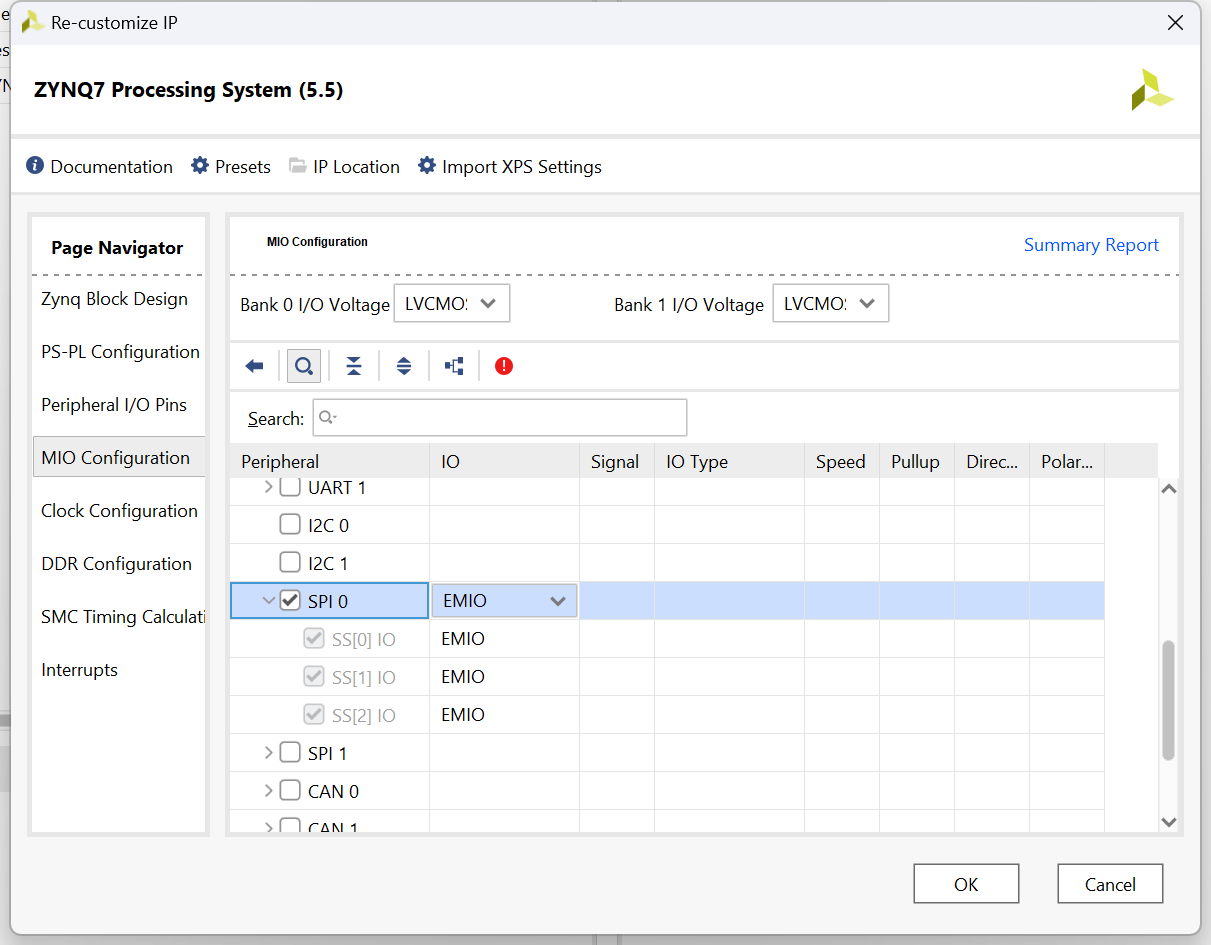 Re-customize IP
ZYNQ7 Processing System (5.5)
Documentation Presets IP Location Import XPS Settings
Page Navigator
Zynq Block Design
PS-PL Configuration
Peripheral I/O Pins
MIO Configuration
Clock Configuration
DDR Configuration
SMC Timing Calculati
Interrupts
MIO Configuration Summary Report
Bank 0 I/O Voltage LVCMO: Bank 1 I/O Voltage LVCMO:
Search:
Peripheral IO Signal IO Type Speed Pullup Direc... Polar...
UART 1
I2C 0
I2C 1
SPI 0 EMIO
SS[0] IO EMIO
SS[1] IO EMIO
SS[2] IO EMIO
SPI 1
CAN 0
CAN 1
OK Cancel